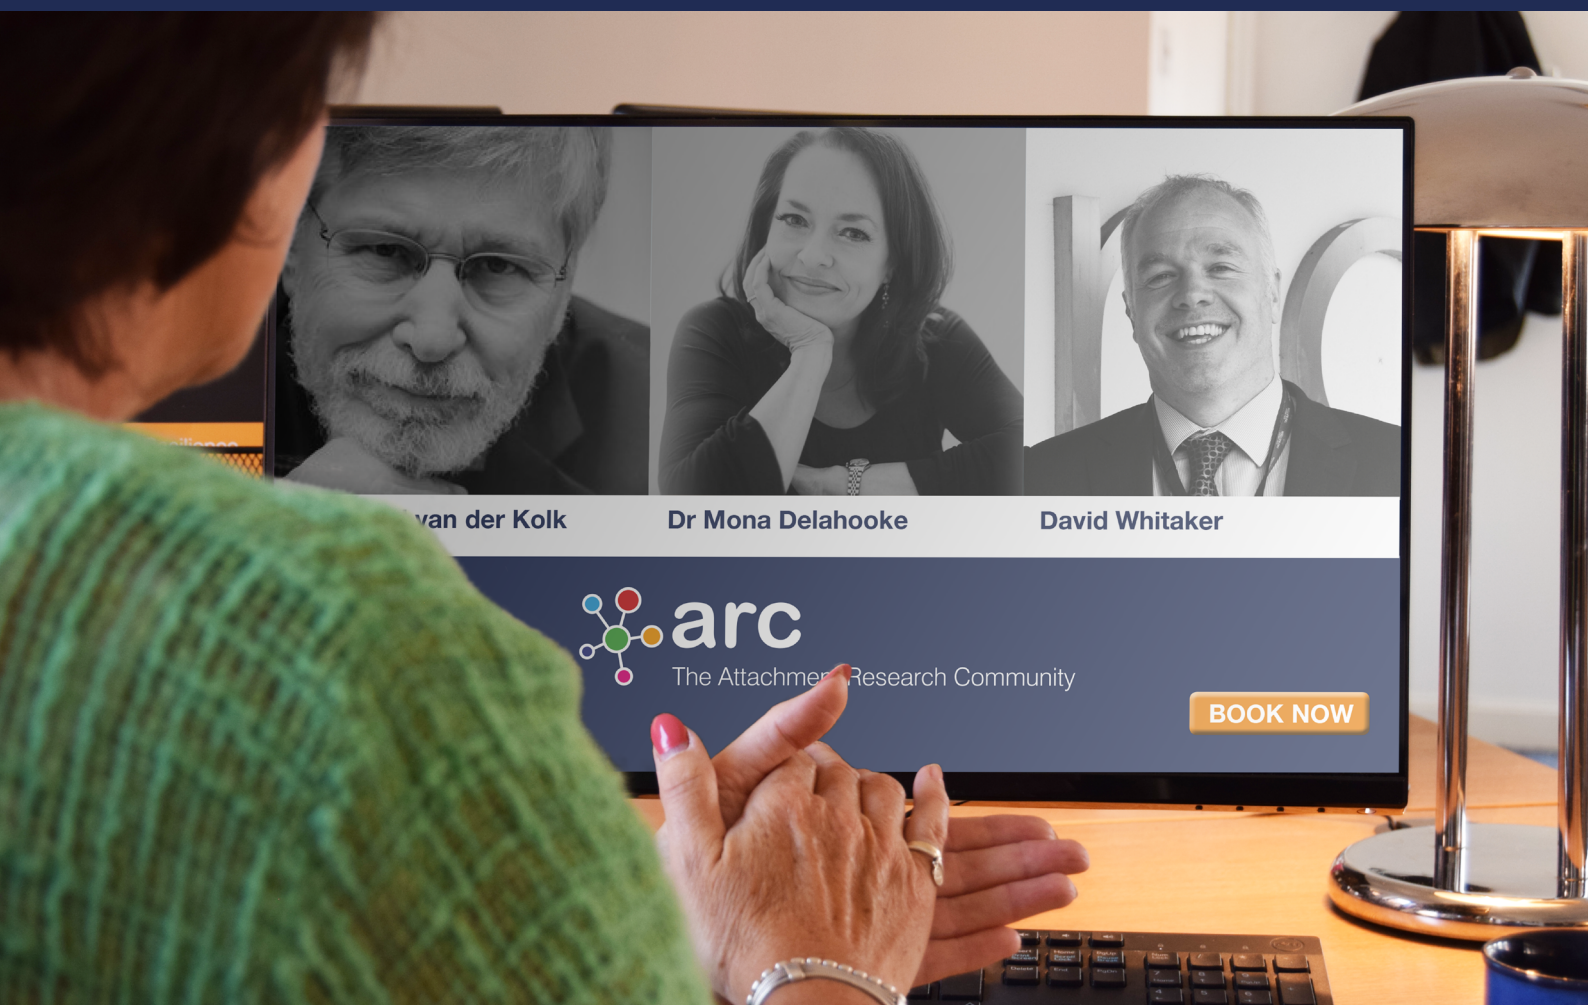 van der Kolk
Dr Mona Delahooke
David Whitaker
arc
The Attachment Research Community
BOOK NOW